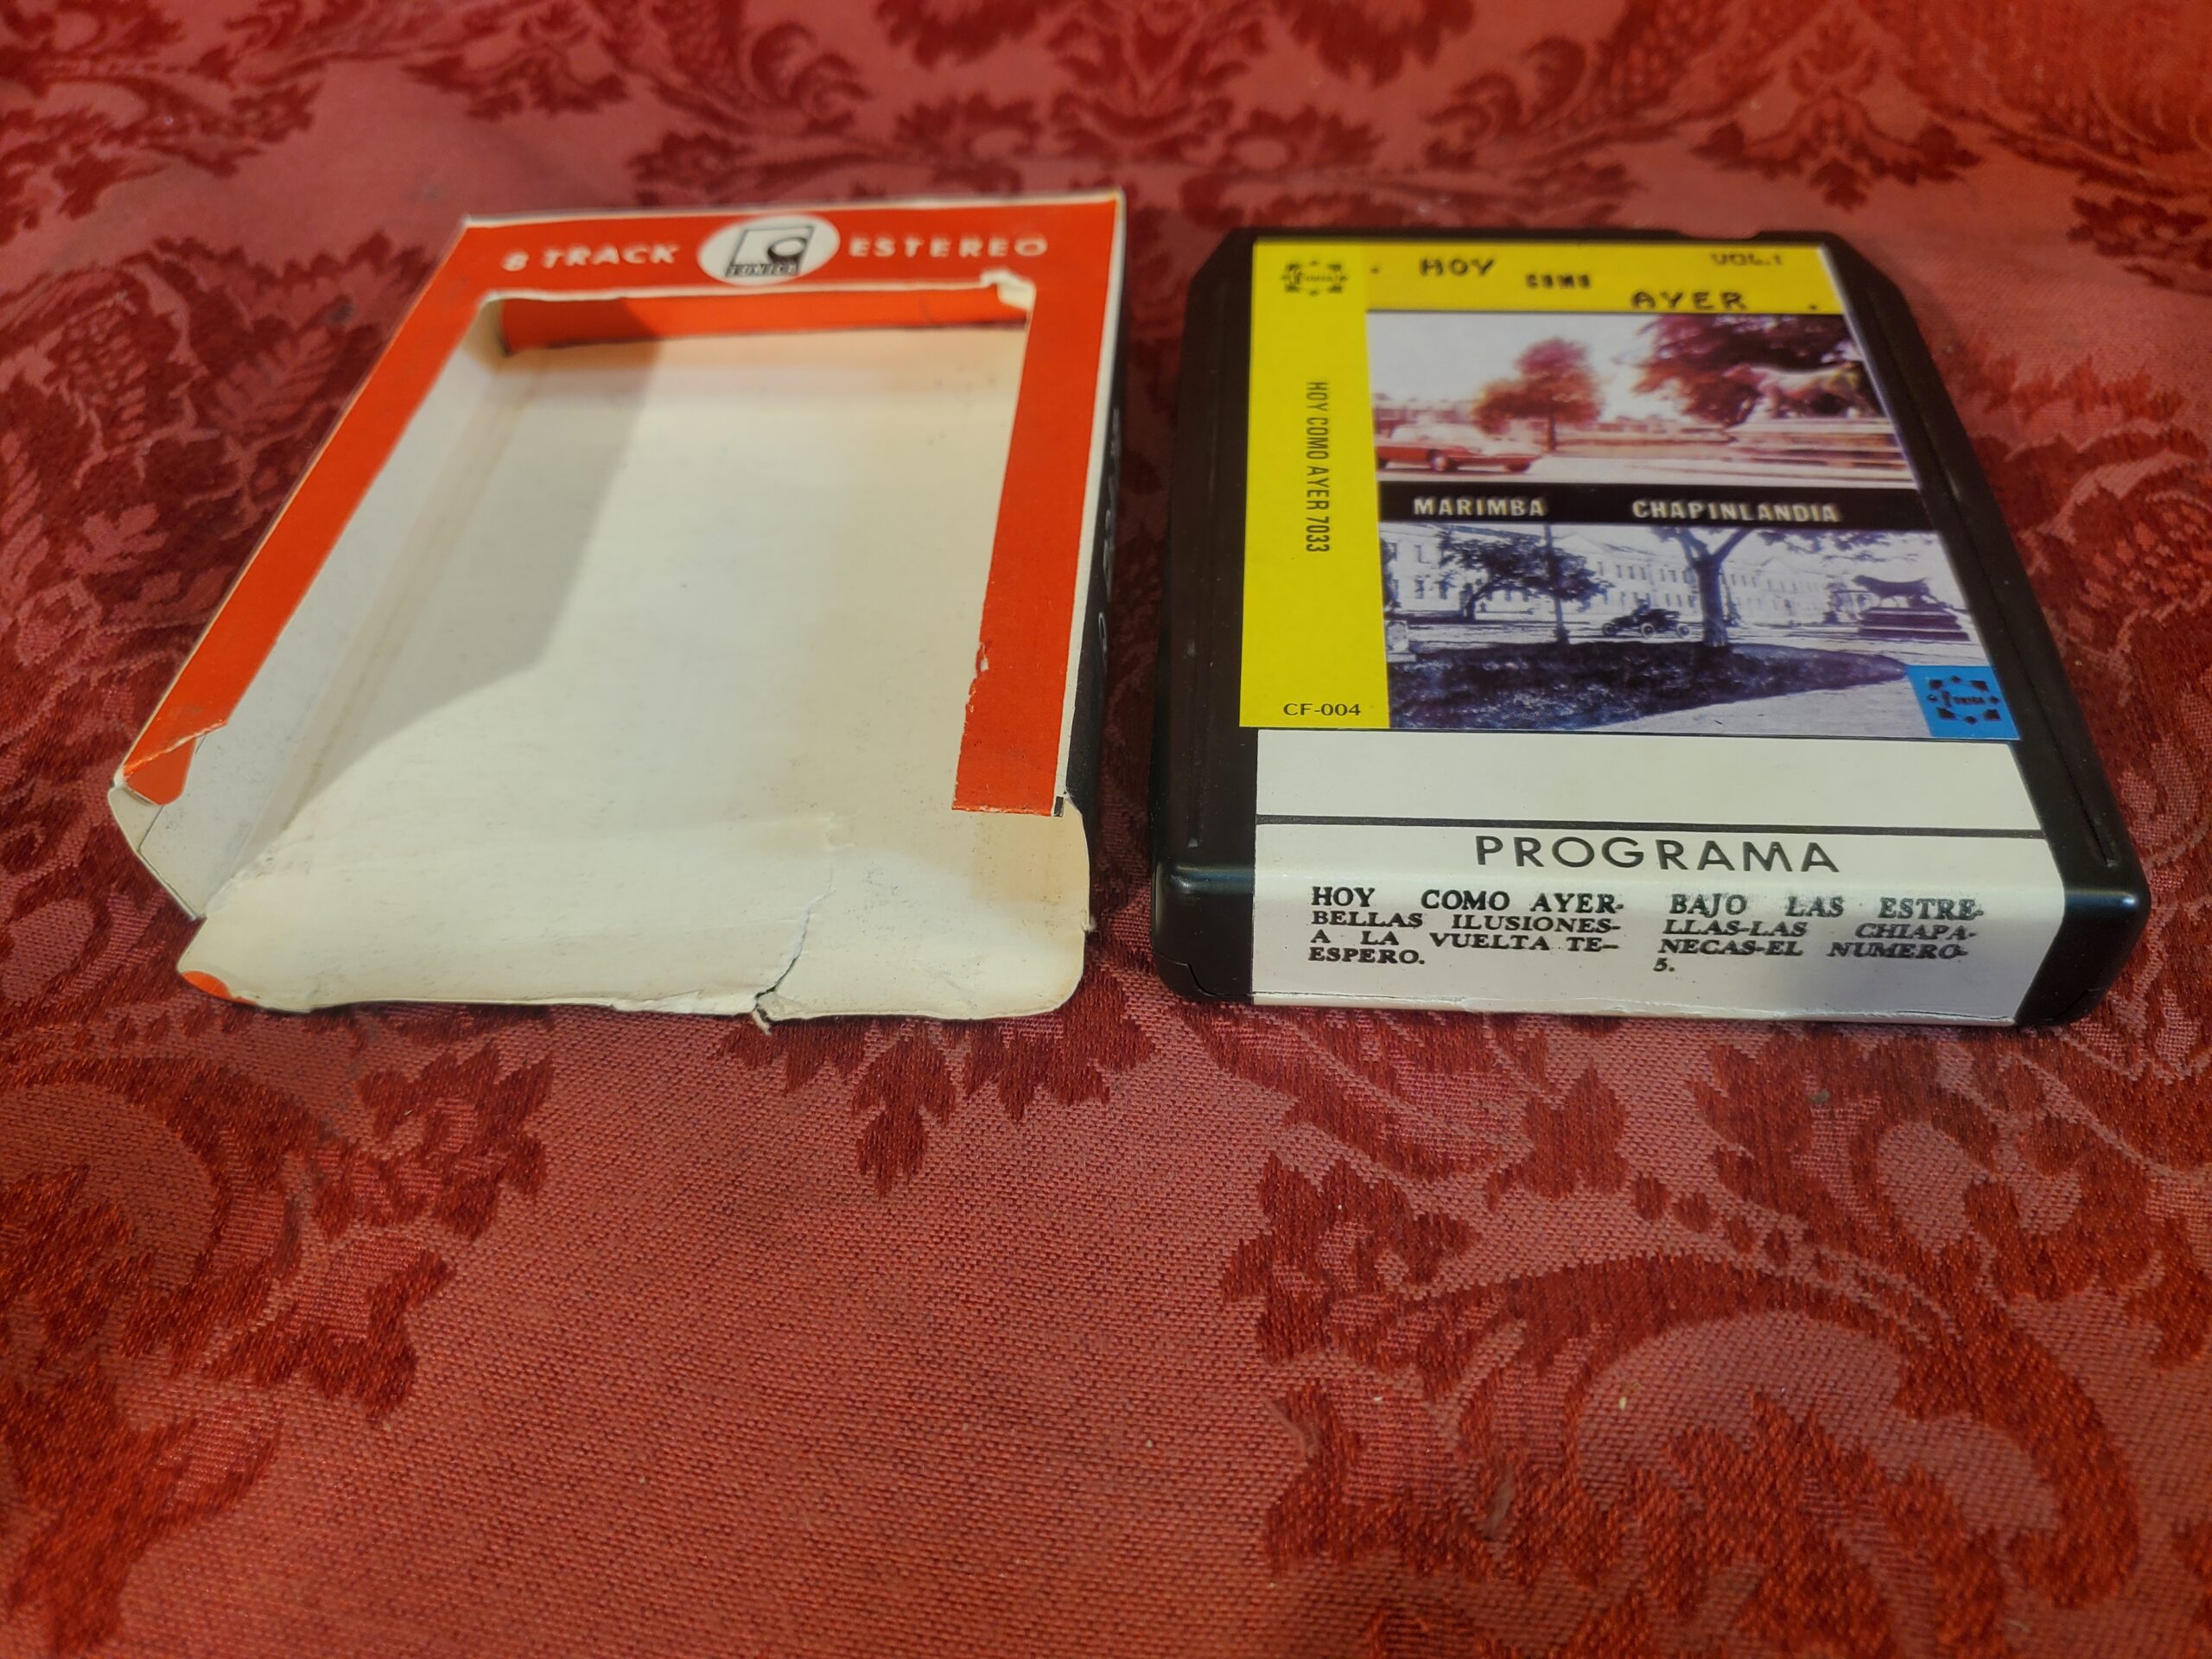 8 TRACK ESTEREO
HOY COMO AYER
VOL.1
HOY COMO AYER 7033
MARIMBA CHAPINLANDIA
CF-004
PROGRAMA
HOY COMO AYER-
BELLAS ILUSIONES-
A LA VUELTA TE-
ESPERO.
BAJO LAS ESTRE-
LLAS-LAS CHIAPA-
NECAS-EL NUMERO-
5.